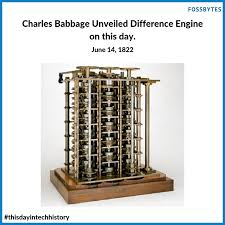 FOSSBYTES
Charles Babbage Unveiled Difference Engine
on this day.
June 14, 1822
#thisdayintechhistory